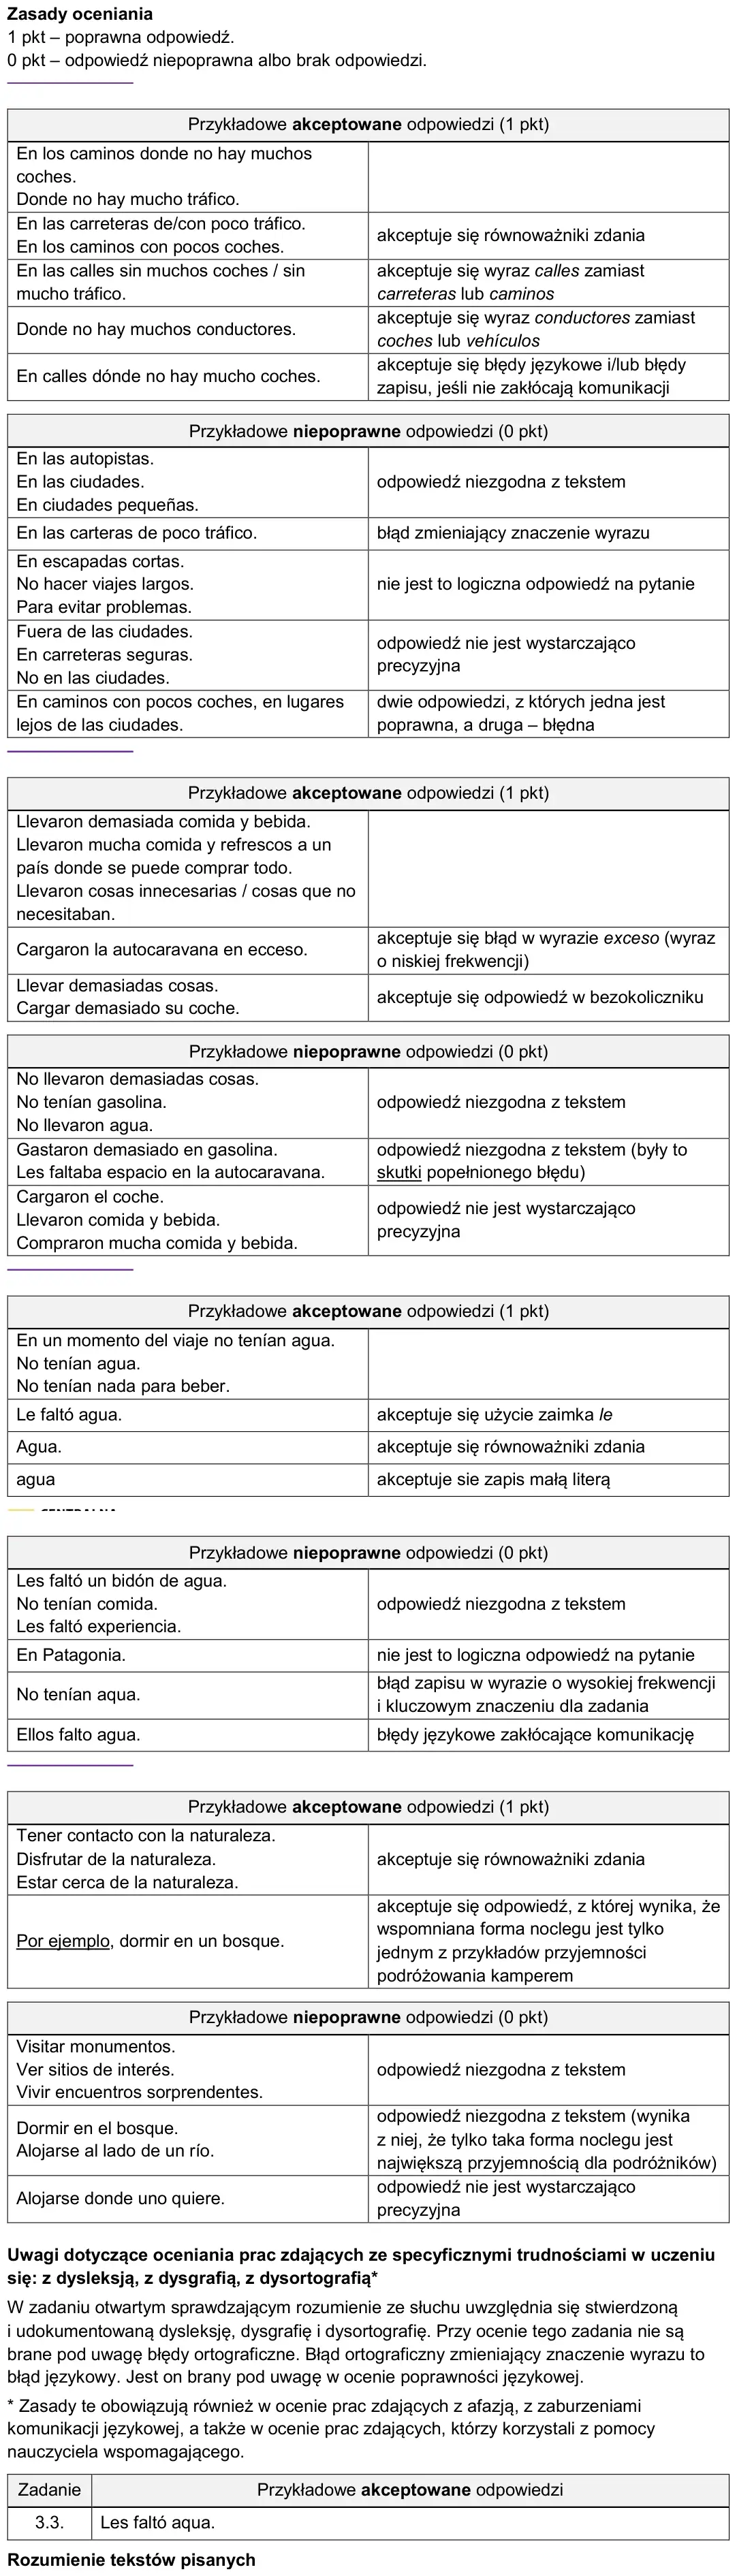 Zasady oceniania
1 pkt – poprawna odpowiedź.
0 pkt – odpowiedź niepoprawna albo brak odpowiedzi.
Przykładowe akceptowane odpowiedzi (1 pkt)
En los caminos donde no hay muchos
coches.
Donde no hay mucho tráfico.
En las carreteras de/con poco tráfico.
En los caminos con pocos coches.
akceptuje się równoważniki zdania
En las calles sin muchos coches / sin
mucho tráfico.
akceptuje się wyraz calles zamiast
carreteras lub caminos
Donde no hay muchos conductores.
akceptuje się wyraz conductores zamiast
coches lub vehículos
En calles dónde no hay mucho coches.
akceptuje się błędy językowe i/lub błędy
zapisu, jeśli nie zakłócają komunikacji
Przykładowe niepoprawne odpowiedzi (0 pkt)
En las autopistas.
En las ciudades.
En ciudades pequeñas.
odpowiedź niezgodna z tekstem
En las carteras de poco tráfico.
błąd zmieniający znaczenie wyrazu
En escapadas cortas.
No hacer viajes largos.
Para evitar problemas.
nie jest to logiczna odpowiedź na pytanie
Fuera de las ciudades.
En carreteras seguras.
No en las ciudades.
odpowiedź nie jest wystarczająco
precyzyjna
En caminos con pocos coches, en lugares
lejos de las ciudades.
dwie odpowiedzi, z których jedna jest
poprawna, a druga – błędna
Przykładowe akceptowane odpowiedzi (1 pkt)
Llevaron demasiada comida y bebida.
Llevaron mucha comida y refrescos a un
país donde se puede comprar todo.
Llevaron cosas innecesarias / cosas que no
necesitaban.
Cargaron la autocaravana en ecceso.
akceptuje się błąd w wyrazie exceso (wyraz
o niskiej frekwencji)
Llevar demasiadas cosas.
Cargar demasiado su coche.
akceptuje się odpowiedź w bezokoliczniku
Przykładowe niepoprawne odpowiedzi (0 pkt)
No llevaron demasiadas cosas.
No tenían gasolina.
No llevaron agua.
odpowiedź niezgodna z tekstem
Gastaron demasiado en gasolina.
Les faltaba espacio en la autocaravana.
odpowiedź niezgodna z tekstem (były to
skutki popełnionego błędu)
Cargaron el coche.
Llevaron comida y bebida.
Compraron mucha comida y bebida.
odpowiedź nie jest wystarczająco
precyzyjna
Przykładowe akceptowane odpowiedzi (1 pkt)
En un momento del viaje no tenían agua.
No tenían agua.
No tenían nada para beber.
Le faltó agua.
akceptuje się użycie zaimka le
Agua.
akceptuje się równoważniki zdania
agua
akceptuje sie zapis małą literą
Przykładowe niepoprawne odpowiedzi (0 pkt)
Les faltó un bidón de agua.
No tenían comida.
Les faltó experiencia.
odpowiedź niezgodna z tekstem
En Patagonia.
nie jest to logiczna odpowiedź na pytanie
No tenían aqua.
błąd zapisu w wyrazie o wysokiej frekwencji
i kluczowym znaczeniu dla zadania
Ellos falto agua.
błędy językowe zakłócające komunikację
Przykładowe akceptowane odpowiedzi (1 pkt)
Tener contacto con la naturaleza.
Disfrutar de la naturaleza.
Estar cerca de la naturaleza.
akceptuje się równoważniki zdania
Por ejemplo, dormir en un bosque.
akceptuje się odpowiedź, z której wynika, że
wspomniana forma noclegu jest tylko
jednym z przykładów przyjemności
podróżowania kamperem
Przykładowe niepoprawne odpowiedzi (0 pkt)
Visitar monumentos.
Ver sitios de interés.
Vivir encuentros sorprendentes.
odpowiedź niezgodna z tekstem
Dormir en el bosque.
Alojarse al lado de un río.
odpowiedź niezgodna z tekstem (wynika
z niej, że tylko taka forma noclegu jest
największą przyjemnością dla podróżników)
Alojarse donde uno quiere.
odpowiedź nie jest wystarczająco
precyzyjna
Uwagi dotyczące oceniania prac zdających ze specyficznymi trudnościami w uczeniu
się: z dysleksją, z dysgrafią, z dysortografią*
W zadaniu otwartym sprawdzającym rozumienie ze słuchu uwzględnia się stwierdzoną
i udokumentowaną dysleksję, dysgrafię i dysortografię. Przy ocenie tego zadania nie są
brane pod uwagę błędy ortograficzne. Błąd ortograficzny zmieniający znaczenie wyrazu to
błąd językowy. Jest on brany pod uwagę w ocenie poprawności językowej.
* Zasady te obowiązują również w ocenie prac zdających z afazją, z zaburzeniami
komunikacji językowej, a także w ocenie prac zdających, którzy korzystali z pomocy
nauczyciela wspomagającego.
Zadanie
Przykładowe akceptowane odpowiedzi
3.3.
Les faltó aqua.
Rozumienie tekstów pisanych